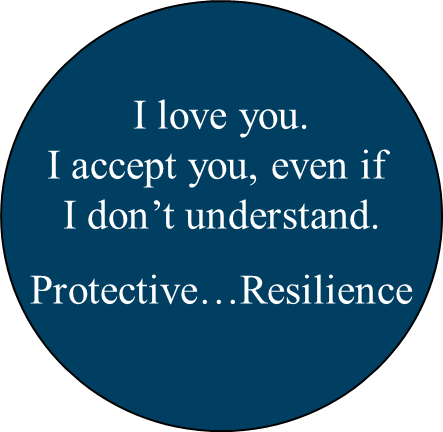 I love you.
I accept you, even if
I don’t understand.
Protective…Resilience